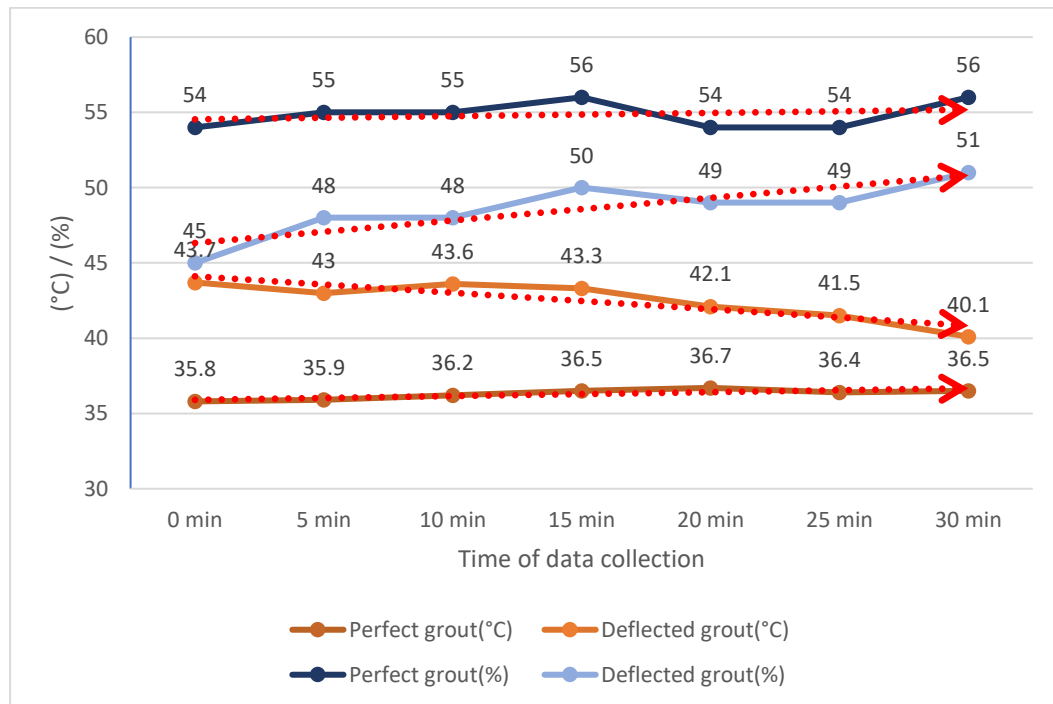 60
55
50
45
40
35
30
(°C) / (%)
54 55 55 56 54 54 56
45 48 48 50 49 49 51
43.7 43 43.6 43.3 42.1 41.5 40.1
35.8 35.9 36.2 36.5 36.7 36.4 36.5
0 min 5 min 10 min 15 min 20 min 25 min 30 min
Time of data collection
Perfect grout(°C) Deflected grout(°C)
Perfect grout(%) Deflected grout(%)